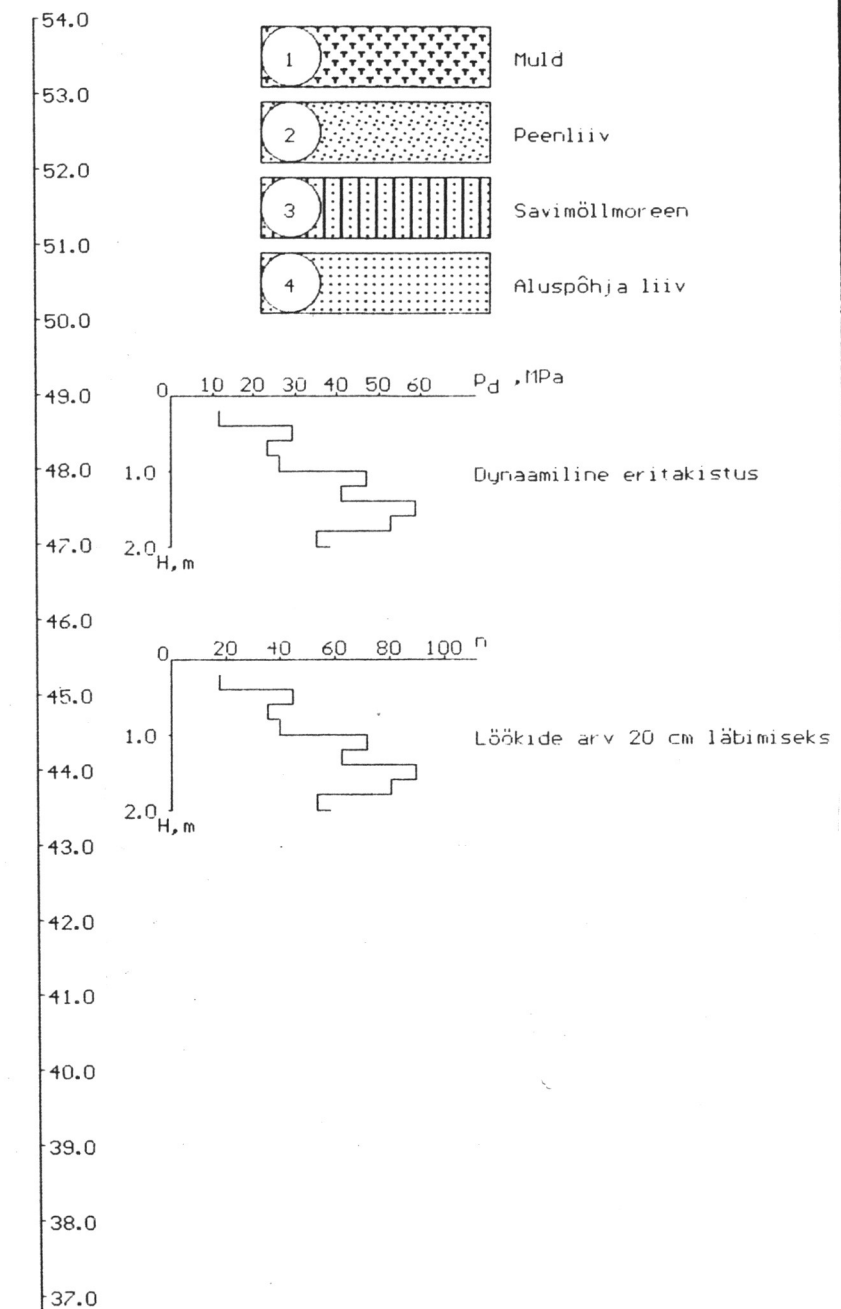 54.0
1 Muld
53.0
2 Peenliiv
52.0
3 Savimöllmoreen
51.0
4 Aluspôhja liiv
50.0
49.0
0 10 20 30 40 50 60 Pd ,MPa
48.0
1.0
Dynaamiline eritakistus
47.0
2.0
H,m
46.0
0 20 40 60 80 100 n
45.0
1.0
Löökide arv 20 cm läbimiseks
44.0
2.0
H,m
43.0
42.0
41.0
40.0
39.0
38.0
37.0